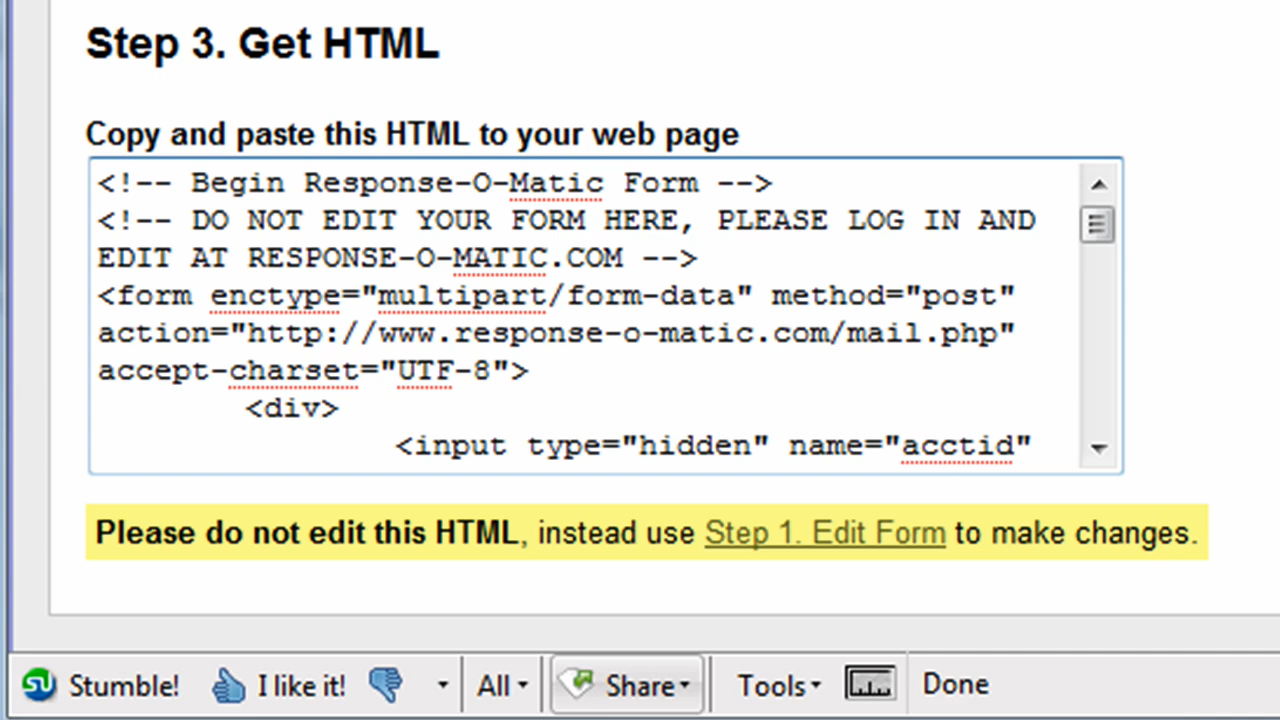 Step 3. Get HTML
Copy and paste this HTML to your web page
<!-- Begin Response-O-Matic Form -->
<!-- DO NOT EDIT YOUR FORM HERE, PLEASE LOG IN AND
EDIT AT RESPONSE-O-MATIC.COM -->
<form enctype="multipart/form-data" method="post"
action="http://www.response-o-matic.com/mail.php"
accept-charset="UTF-8">
<div>
<input type="hidden" name="acctid"
Please do not edit this HTML, instead use Step 1. Edit Form to make changes.
Stumble! I like it! All Share Tools Done